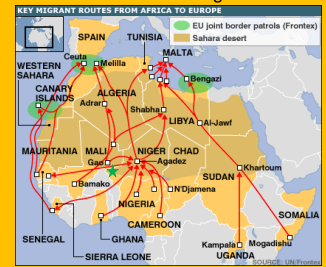 KEY MIGRANT ROUTES FROM AFRICA TO EUROPE
EU joint border patrols (Frontex)
Sahara desert
SPAIN
TUNISIA
MALTA
Ceuta
Melilla
WESTERN
SAHARA
Bengazi
CANARY
ISLANDS
ALGERIA
Adrar
Shabha
LIBYA
Al-Jawf
MAURITANIA
MALI
NIGER
CHAD
Gao
Agadez
Khartoum
SUDAN
Bamako
N'Djamena
NIGERIA
SOMALIA
CAMEROON
SENEGAL
GHANA
Kampala
Mogadishu
SIERRA LEONE
UGANDA
SOURCE: UN/Frontex